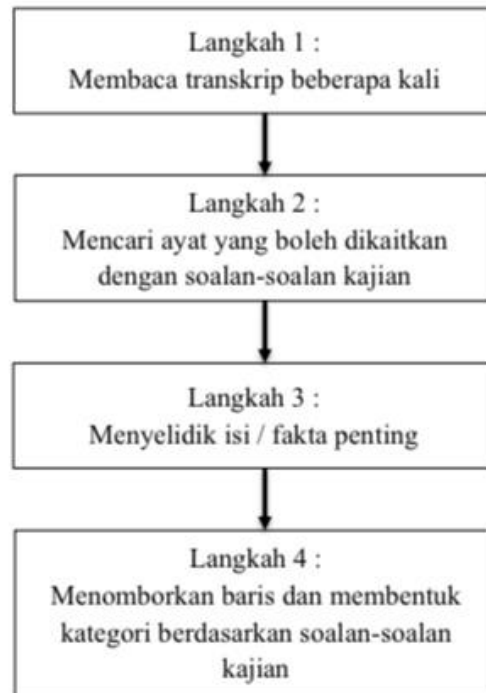 Langkah 1 :
Membaca transkrip beberapa kali
Langkah 2 :
Mencari ayat yang boleh dikaitkan
dengan soalan-soalan kajian
Langkah 3 :
Menyelidik isi / fakta penting
Langkah 4 :
Menomborkan baris dan membentuk
kategori berdasarkan soalan-soalan
kajian